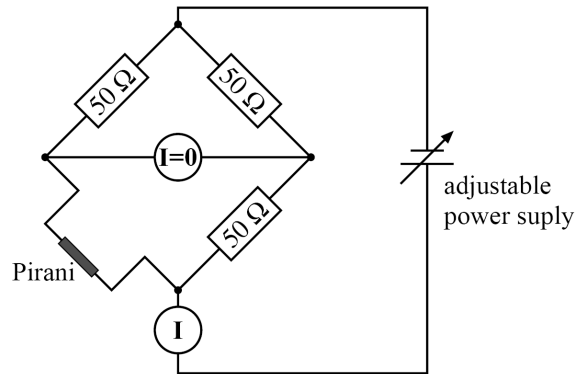 50 Ω
50 Ω
I=0
50 Ω
Pirani
I
adjustable
power suply